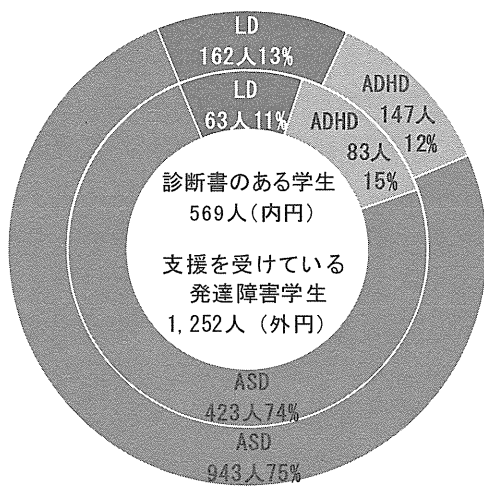 LD
162人13%
LD
63人11%
ADHD
147人
12%
ADHD
83人
15%
診断書のある学生
569人(内円)
支援を受けている
発達障害学生
1,252人 (外円)
ASD
423人74%
ASD
943人75%